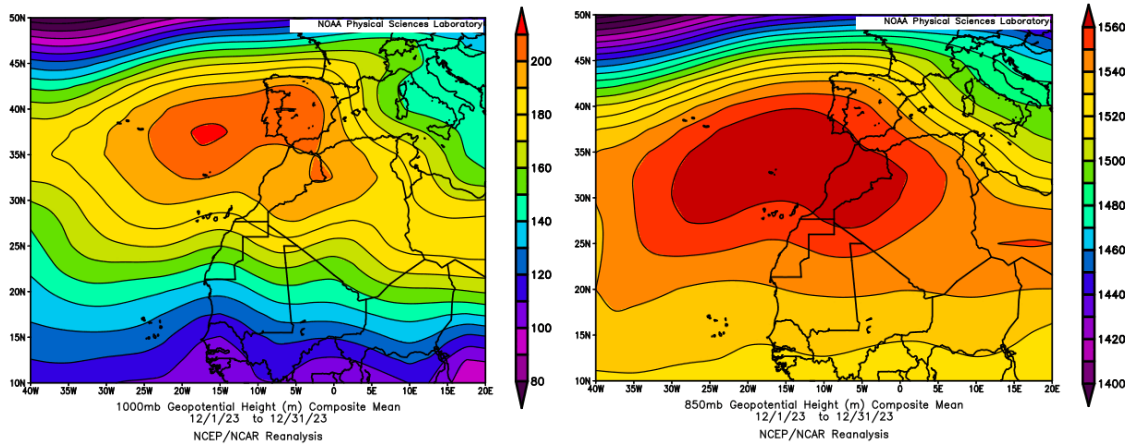 NOAA Physical Sciences Laboratory
50N
45N
40N
35N
30N
25N
20N
15N
10N
40W 35W 30W 25W 20W 15W 10W 5W 0 5E 10E 15E 20E
200
180
160
140
120
100
80
1000mb Geopotential Height (m) Composite Mean
12/1/23 to 12/31/23
NCEP/NCAR Reanalysis
NOAA Physical Sciences Laboratory
50N
45N
40N
35N
30N
25N
20N
15N
10N
40W 35W 30W 25W 20W 15W 10W 5W 0 5E 10E 15E 20E
1560
1540
1520
1500
1480
1460
1440
1420
1400
850mb Geopotential Height (m) Composite Mean
12/1/23 to 12/31/23
NCEP/NCAR Reanalysis